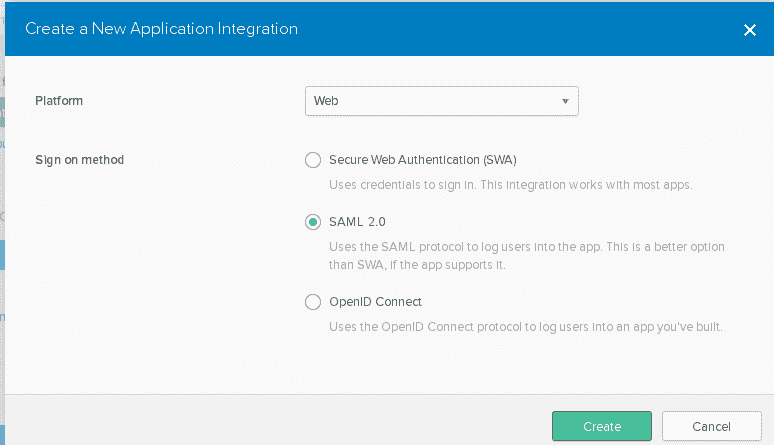 Create a New Application Integration
Platform
Web
Sign on method
Secure Web Authentication (SWA)
Uses credentials to sign in. This integration works with most apps.
SAML 2.0
Uses the SAML protocol to log users into the app. This is a better option
than SWA, if the app supports it.
OpenID Connect
Uses the OpenID Connect protocol to log users into an app you've built.
Create
Cancel